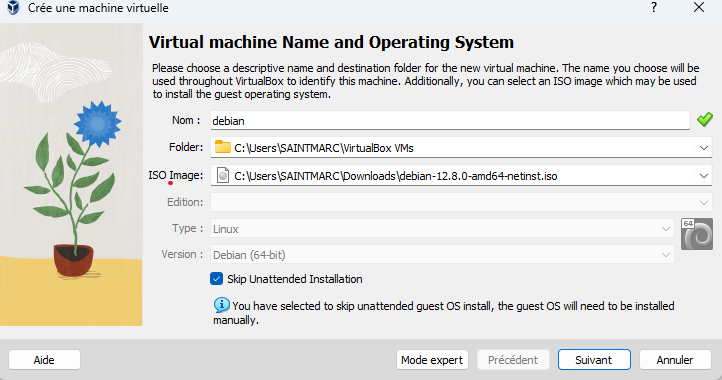 Crée une machine virtuelle
Virtual machine Name and Operating System
Please choose a descriptive name and destination folder for the new virtual machine. The name you choose will be
used throughout VirtualBox to identify this machine. Additionally, you can select an ISO image which may be used
to install the guest operating system.
Nom : debian
Folder: C:\Users\SAINTMARC\VirtualBox VMs
ISO Image: C:\Users\SAINTMARC\Downloads\debian-12.8.0-amd64-netinst.iso
Edition:
Type : Linux
64
Version : Debian (64-bit)
Skip Unattended Installation
You have selected to skip unattended guest OS install, the guest OS will need to be installed
manually.
Aide Mode expert Précédent Suivant Annuler